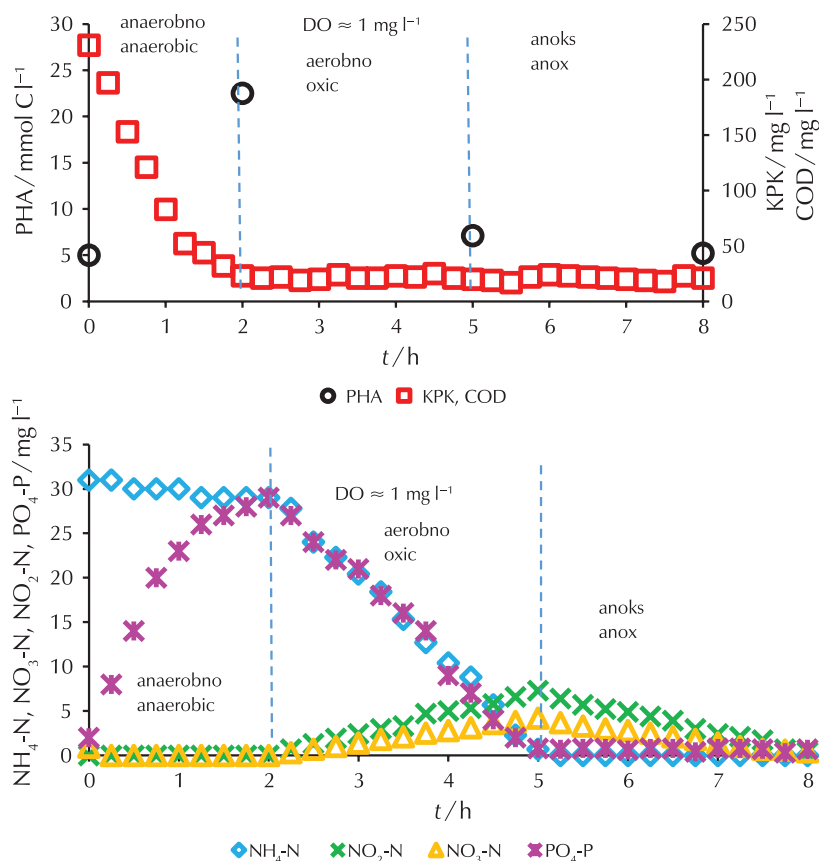 30
25
20
15
10
5
0
PHA / mmol C l⁻¹
anaerobno
anaerobic
DO ≈ 1 mg l⁻¹
aerobno
oxic
anoks
anox
250
200
150
100
50
0
KPK / mg l⁻¹
COD / mg l⁻¹
0 1 2 3 4 5 6 7 8
t / h
PHA KPK, COD
35
30
25
20
15
10
5
0
NH₄-N, NO₃-N, NO₂-N, PO₄-P / mg l⁻¹
DO ≈ 1 mg l⁻¹
aerobno
oxic
anoks
anox
anaerobno
anaerobic
0 1 2 3 4 5 6 7 8
t / h
NH₄-N NO₂-N NO₃-N PO₄-P